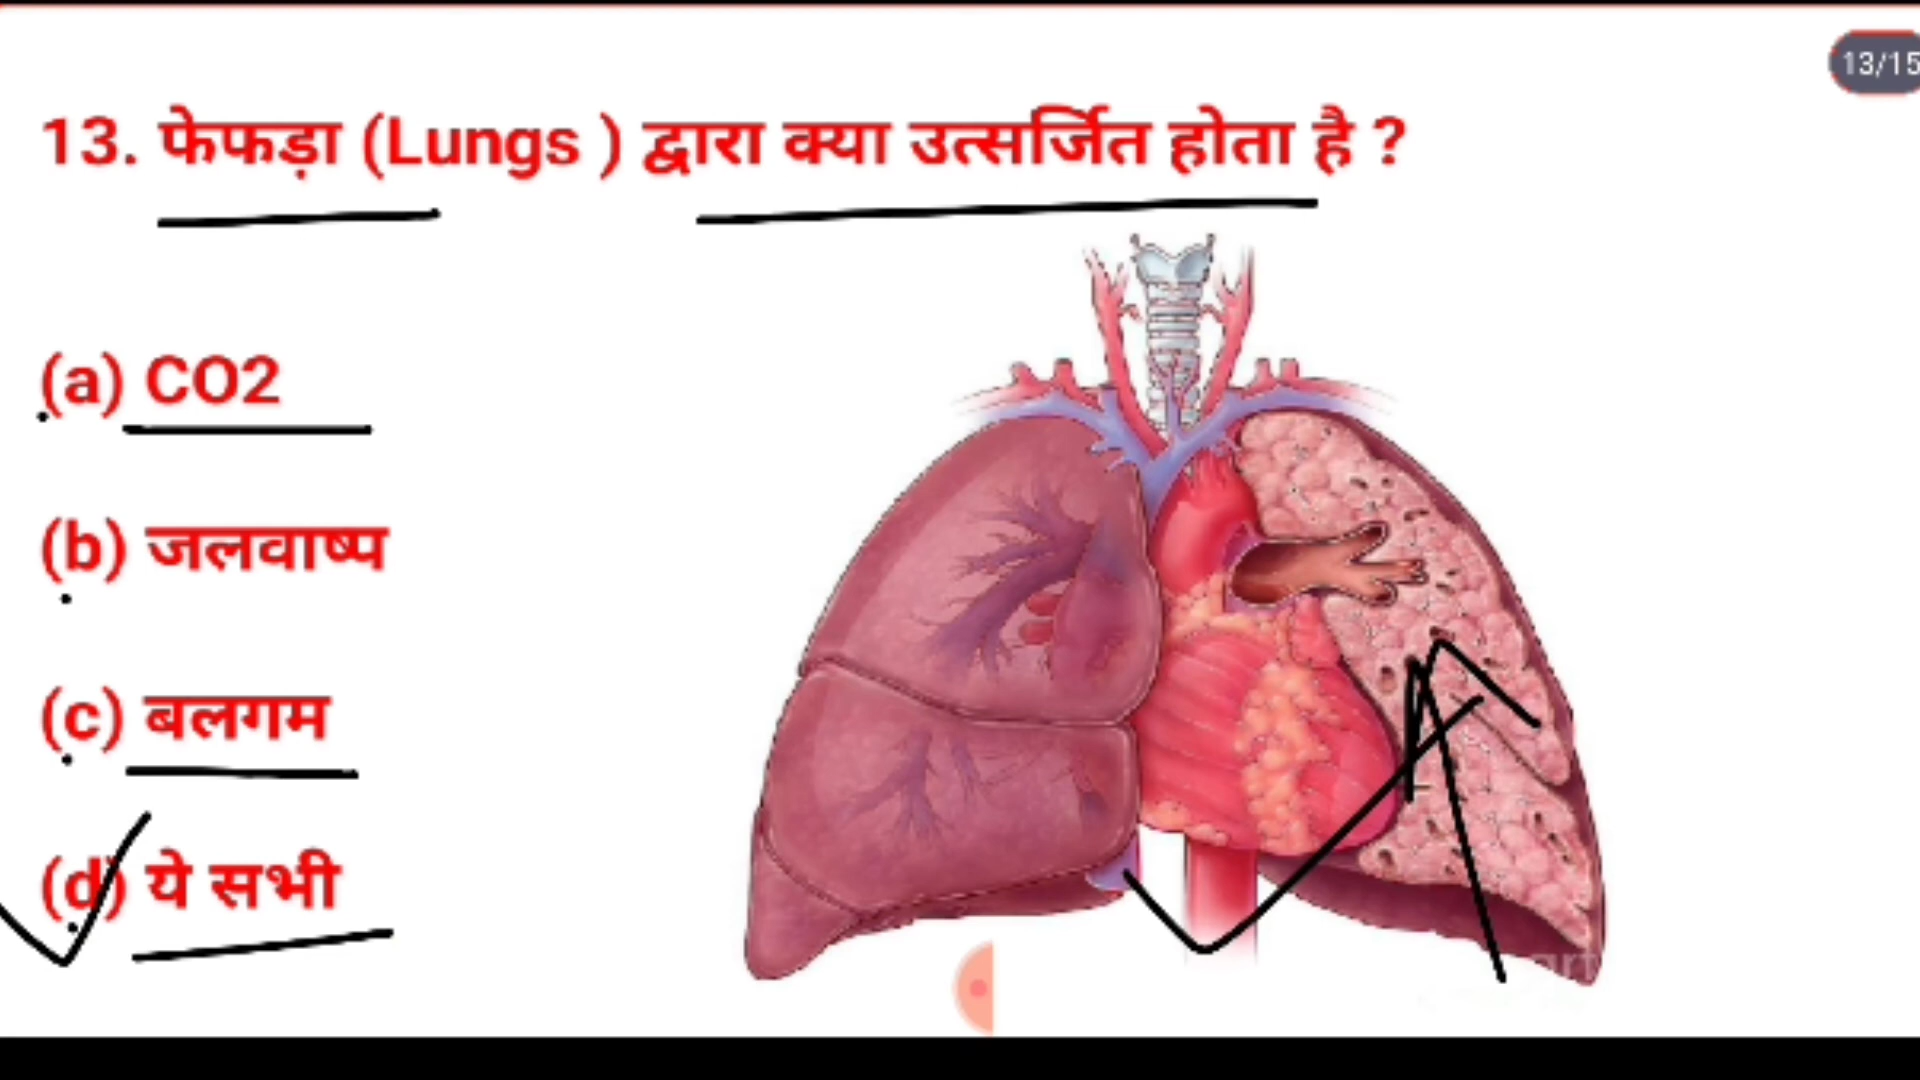 13/15
13. फेफड़ा (Lungs ) द्वारा क्या उत्सर्जित होता है ?
(a) CO2
(b) जलवाष्प
(c) बलगम
(d) ये सभी